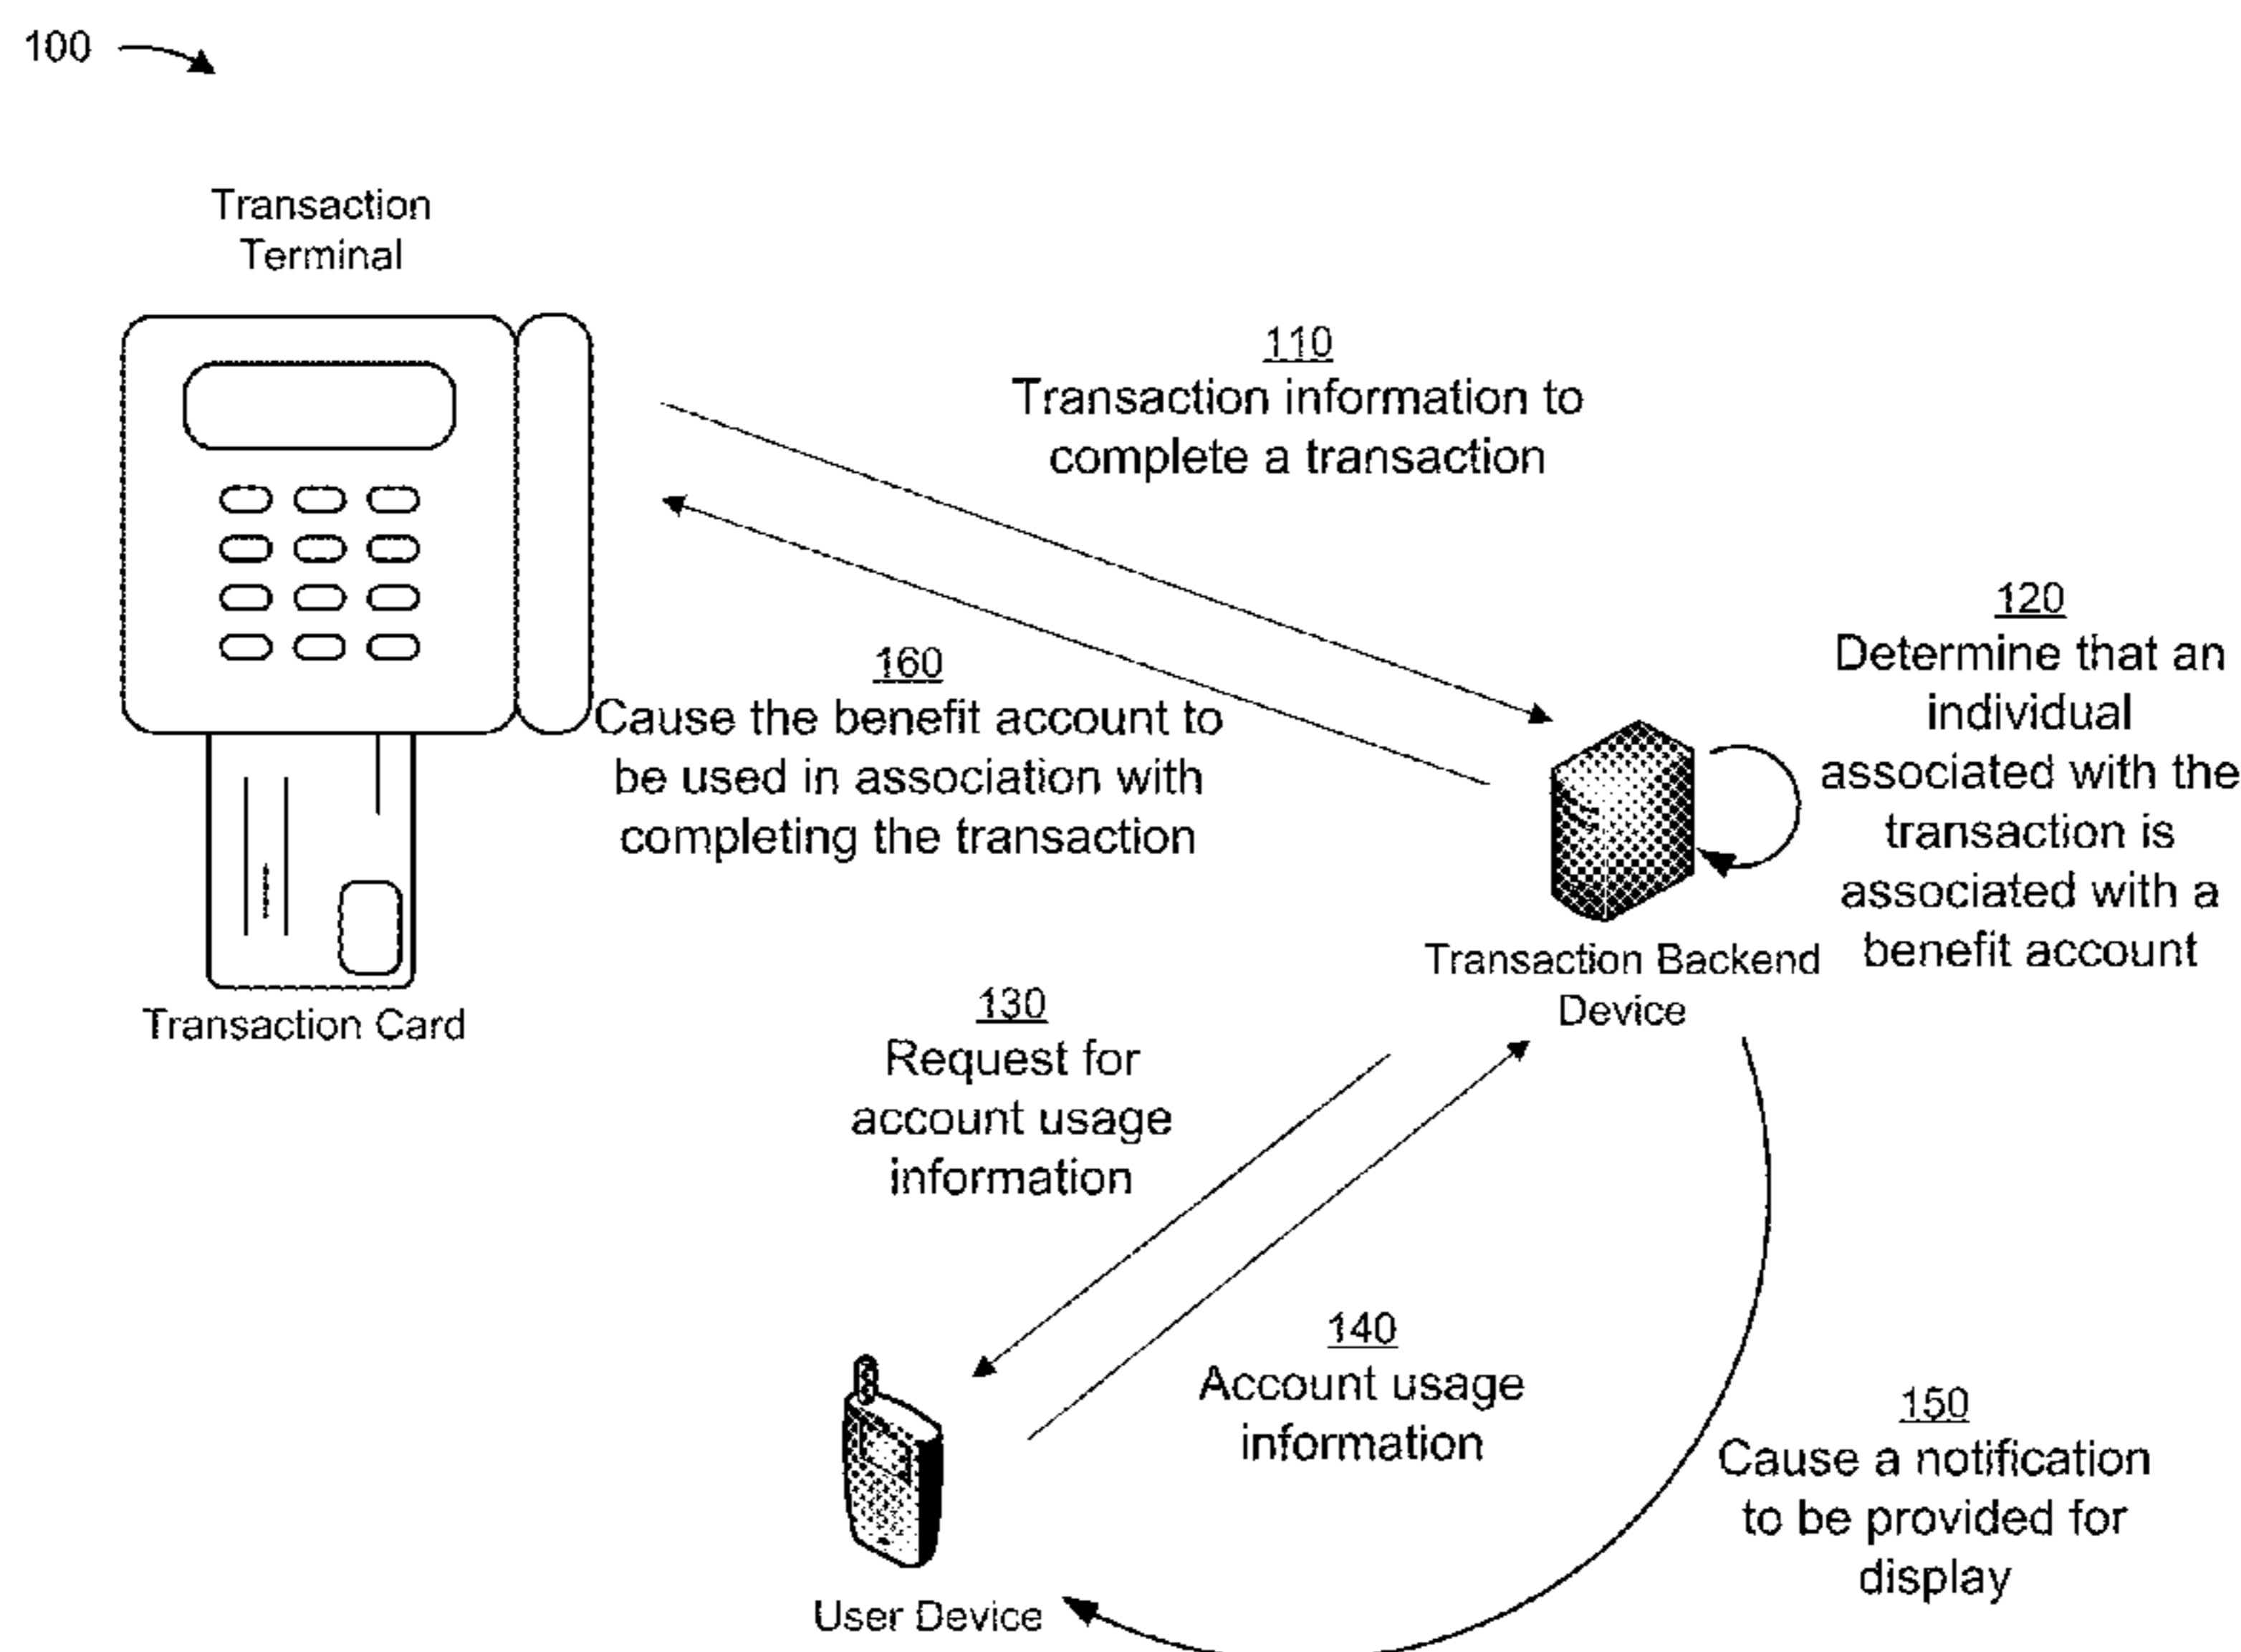 100
Transaction
Terminal
110
Transaction information to
complete a transaction
160
Cause the benefit account to
be used in association with
completing the transaction
120
Determine that an
individual
associated with the
transaction is
associated with a
benefit account
Transaction Backend
Device
Transaction Card
130
Request for
account usage
information
140
Account usage
information
150
Cause a notification
to be provided for
display
User Device